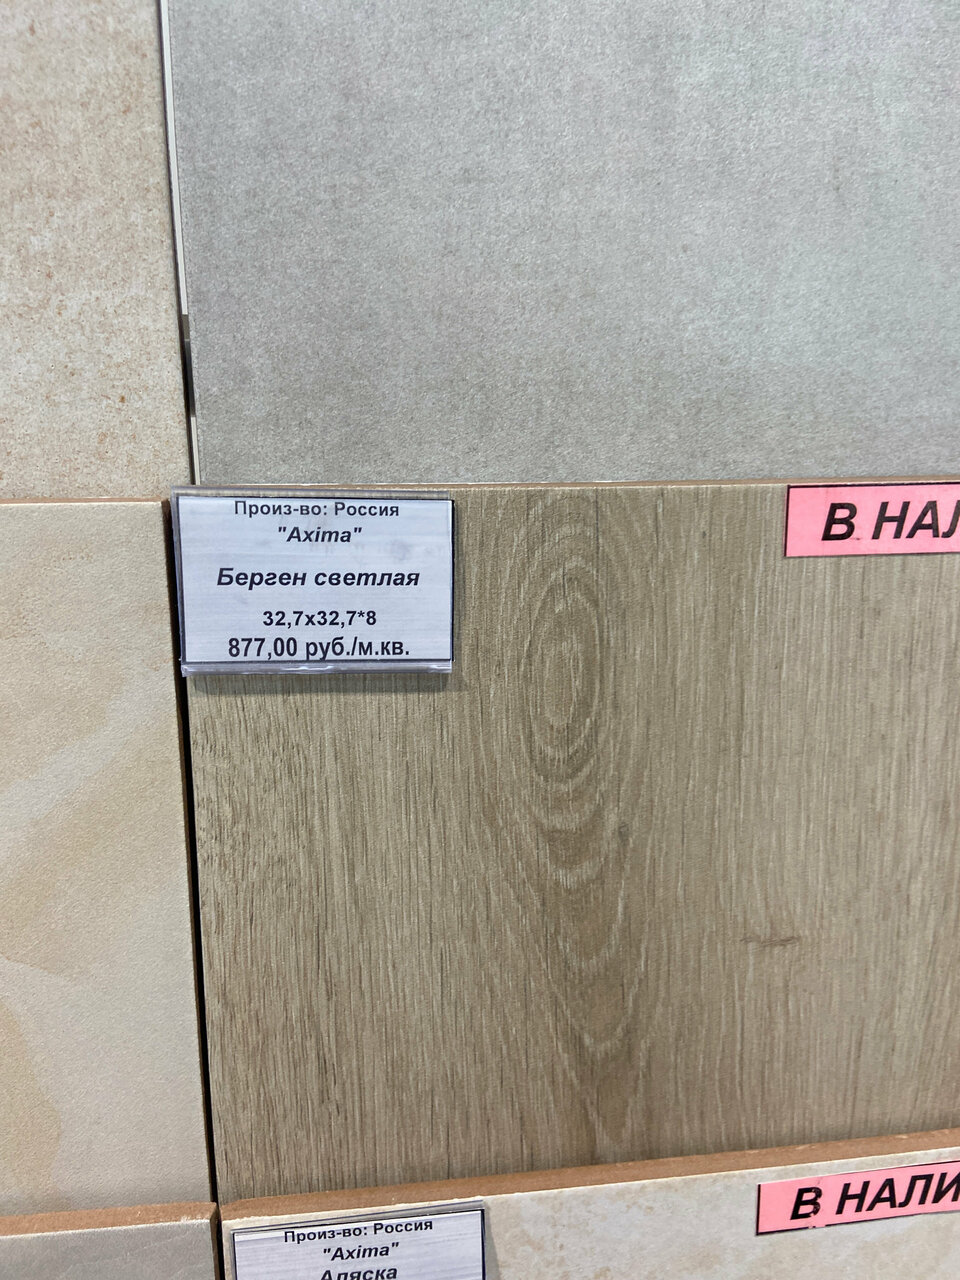 Произ-во: Россия
"Axima"
Берген светлая
32,7х32,7*8
877,00 руб./м.кв.
В НАЛ
В НАЛИ
Произ-во: Россия
"Axima"
Аляска